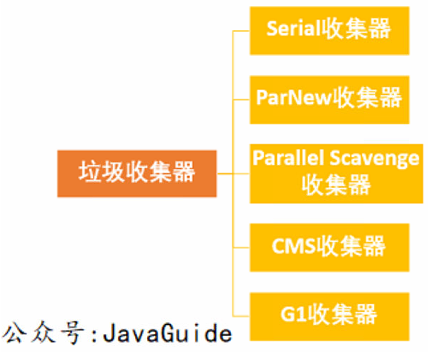 Serial收集器
ParNew收集器
垃圾收集器
Parallel Scavenge
收集器
CMS收集器
G1收集器
公众号:JavaGuide